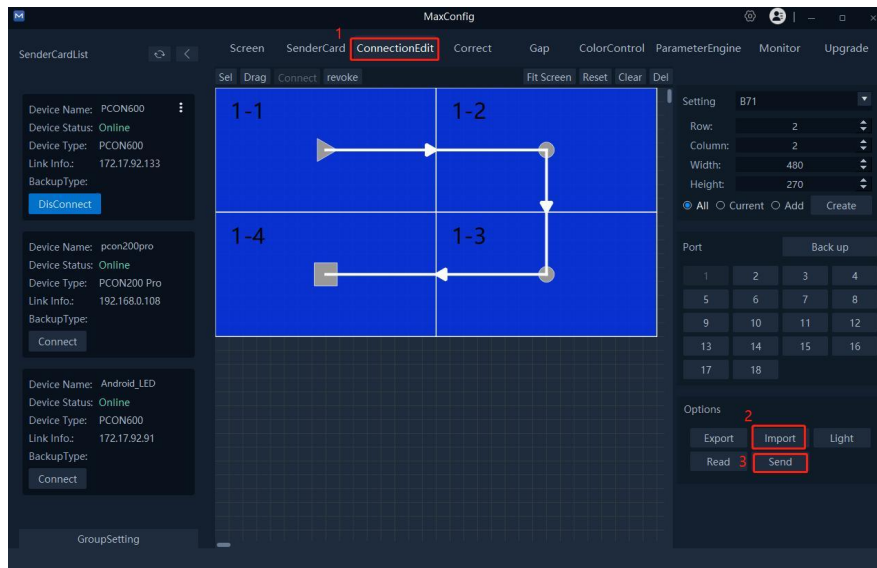 MaxConfig
1
SenderCardList
Screen SenderCard ConnectionEdit Correct Gap ColorControl ParameterEngine Monitor Upgrade
Sel Drag Connect revoke Fit Screen Reset Clear Del
Device Name: PCON600
Device Status: Online
Device Type: PCON600
Link Info.: 172.17.92.133
BackupType:
DisConnect
Device Name: pcon200pro
Device Status: Online
Device Type: PCON200 Pro
Link Info.: 192.168.0.108
BackupType:
Connect
Device Name: Android_LED
Device Status: Online
Device Type: PCON600
Link Info.: 172.17.92.91
BackupType:
Connect
GroupSetting
1-1 1-2
1-4 1-3
Setting B71
Row: 2
Column: 2
Width: 480
Height: 270
All Current Add Create
Port Back up
1 2 3 4
5 6 7 8
9 10 11 12
13 14 15 16
17 18
Options
2
Export Import Light
Read 3 Send